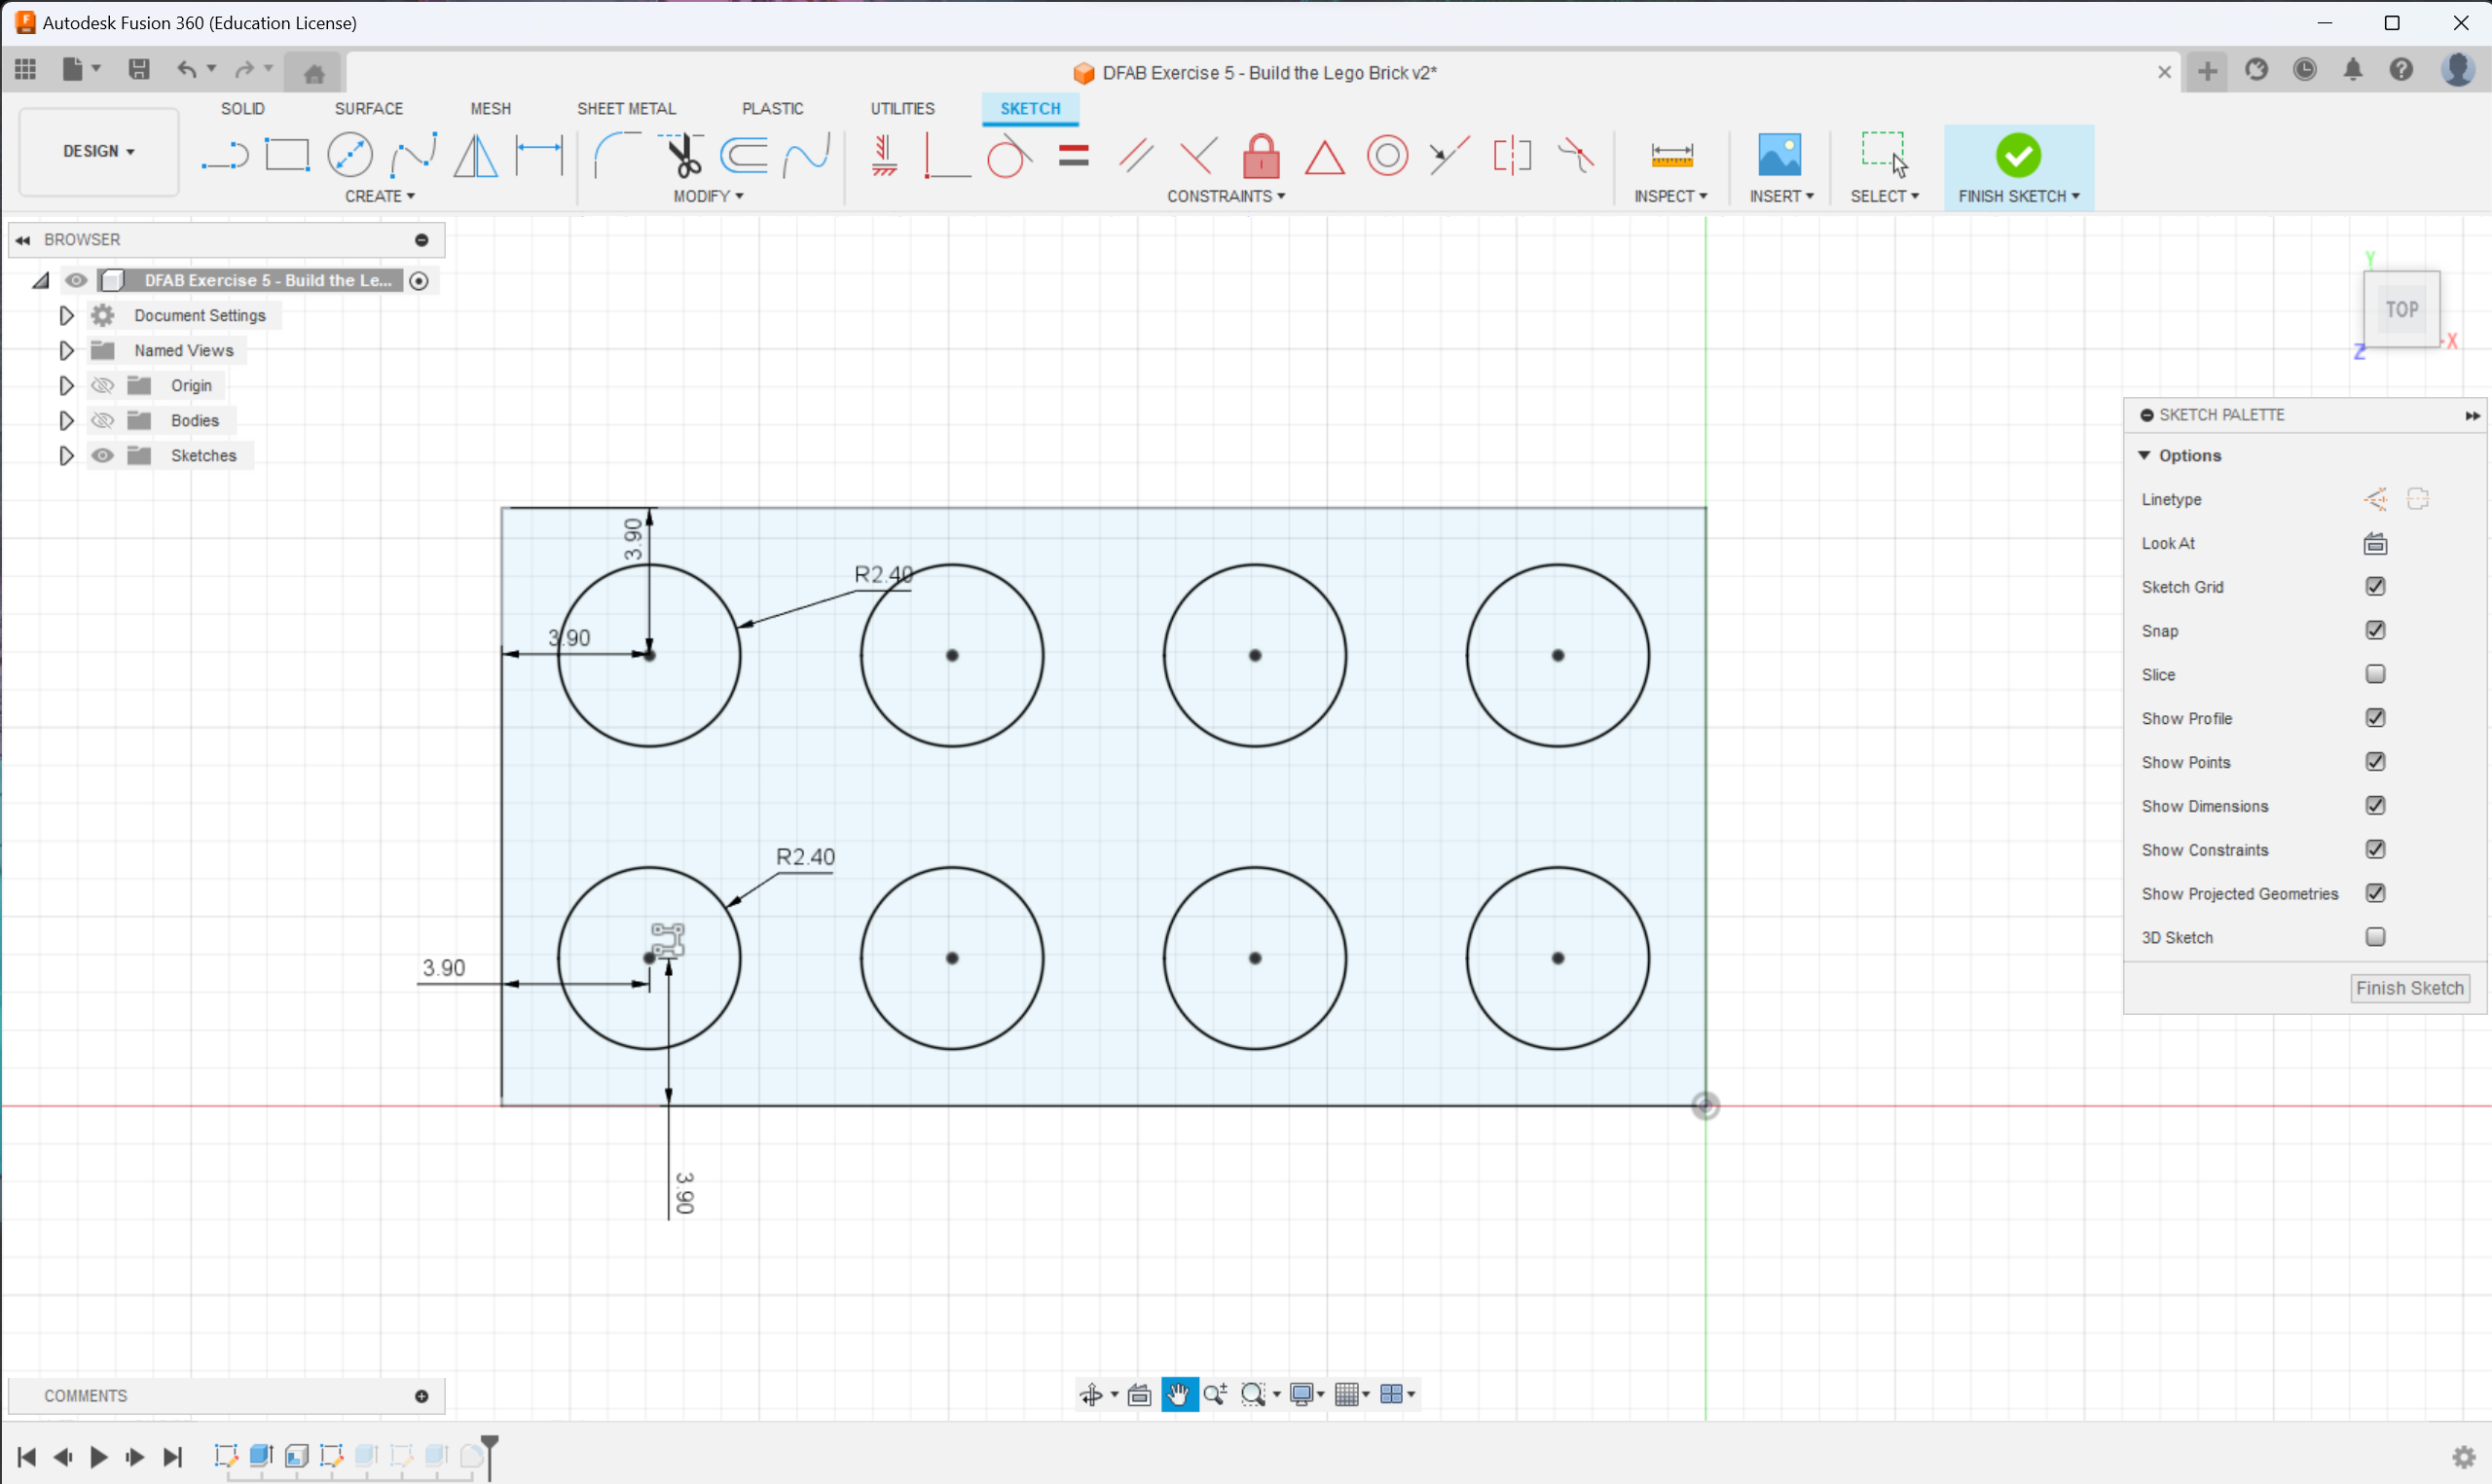 Autodesk Fusion 360 (Education License)
DFAB Exercise 5 - Build the Lego Brick v2*
DESIGN
SOLID SURFACE MESH SHEET METAL PLASTIC UTILITIES SKETCH
CREATE MODIFY CONSTRAINTS INSPECT INSERT SELECT FINISH SKETCH
BROWSER
DFAB Exercise 5 - Build the Le...
Document Settings
Named Views
Origin
Bodies
Sketches
Y
TOP
X
Z
SKETCH PALETTE
Options
Linetype
Look At
Sketch Grid
Snap
Slice
Show Profile
Show Points
Show Dimensions
Show Constraints
Show Projected Geometries
3D Sketch
Finish Sketch
3.90
R2.40
3.90
R2.40
3.90
3.90
COMMENTS